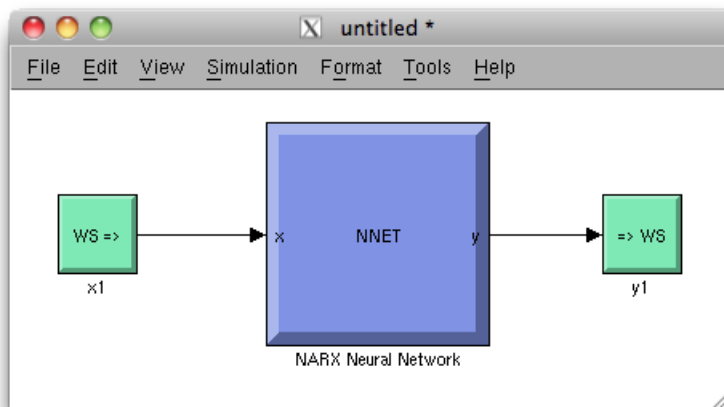 X untitled *
File Edit View Simulation Format Tools Help
WS => x NNET y => WS
x1 y1
NARX Neural Network